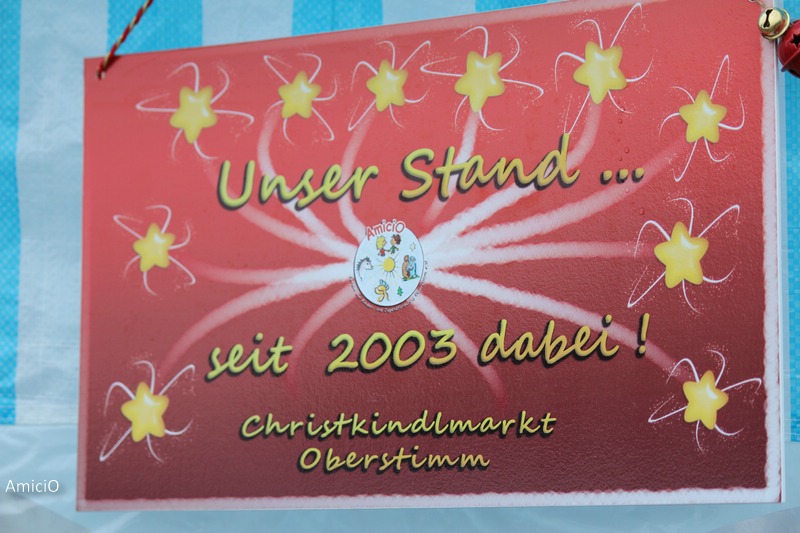 Unser Stand ...
AmiciO
seit 2003 dabei !
Christkindlmarkt
Oberstimm
AmiciO